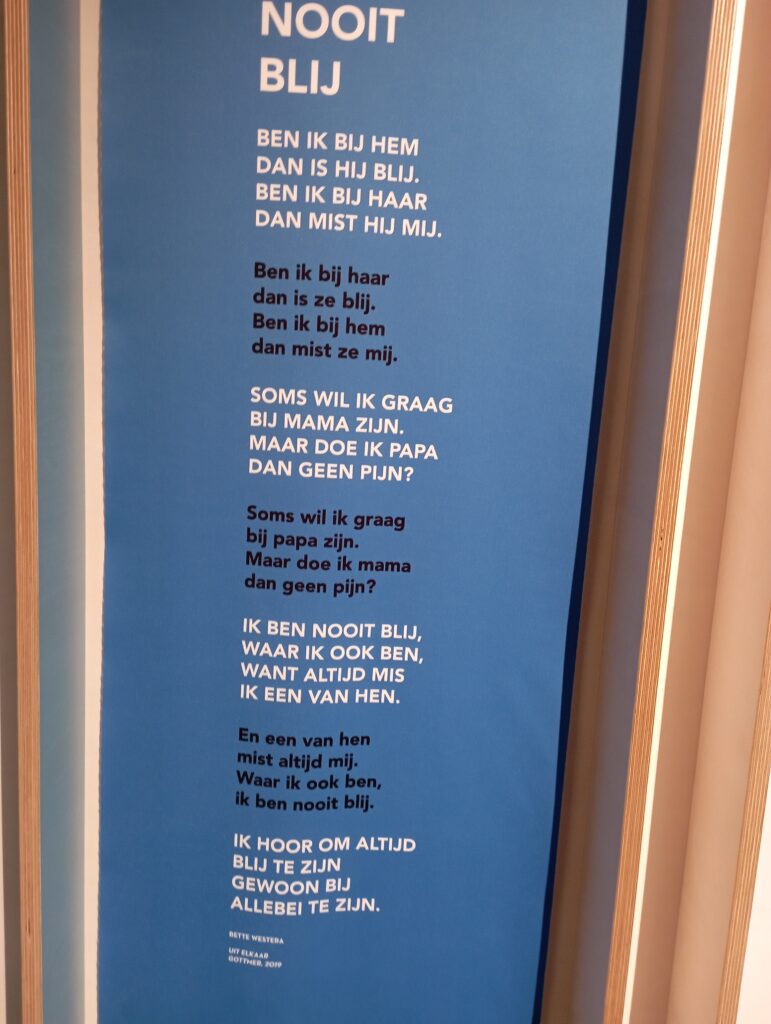 NOOIT
BLIJ
BEN IK BIJ HEM
DAN IS HIJ BLIJ.
BEN IK BIJ HAAR
DAN MIST HIJ MIJ.
Ben ik bij haar
dan is ze blij.
Ben ik bij hem
dan mist ze mij.
SOMS WIL IK GRAAG
BIJ MAMA ZIJN.
MAAR DOE IK PAPA
DAN GEEN PIJN?
Soms wil ik graag
bij papa zijn.
Maar doe ik mama
dan geen pijn?
IK BEN NOOIT BLIJ,
WAAR IK OOK BEN,
WANT ALTIJD MIS
IK EEN VAN HEN.
En een van hen
mist altijd mij.
Waar ik ook ben,
ik ben nooit blij.
IK HOOR OM ALTIJD
BLIJ TE ZIJN
GEWOON BIJ
ALLEBEI TE ZIJN.
BETTE WESTERA
UIT ELKAAR
GOTTMER, 2019